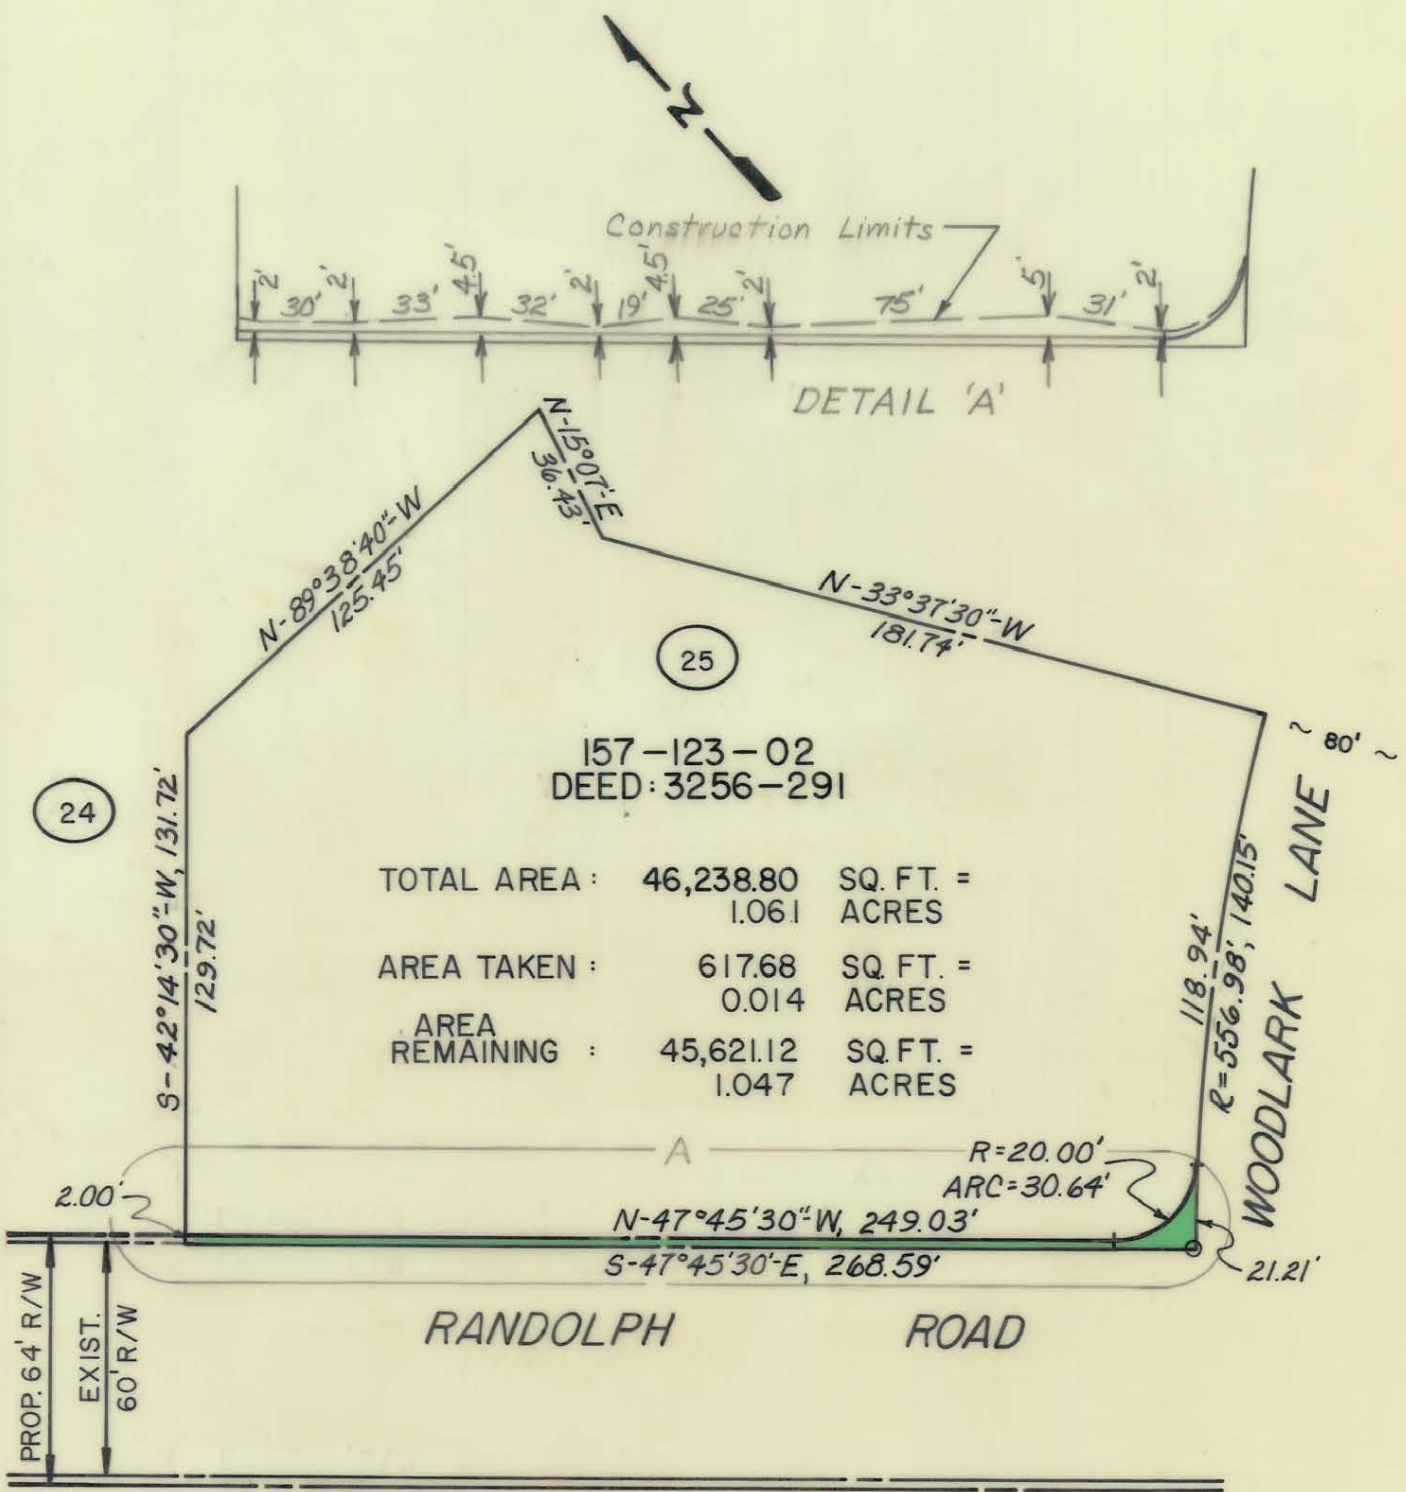 N
Construction Limits
2'
30'
2'
33'
4.5'
32'
2'
19'
4.5'
25'
2'
75'
5'
31'
2'
DETAIL 'A'
N-15°07'-E
36.43'
N-89°38'40"-W
125.45'
N-33°37'30"-W
181.74'
25
80'
157-123-02
DEED: 3256-291
24
S-42°14'30"-W, 131.72'
129.72'
TOTAL AREA: 46,238.80 SQ. FT. =
1.061 ACRES
AREA TAKEN: 617.68 SQ. FT. =
0.014 ACRES
AREA
REMAINING : 45,621.12 SQ. FT. =
1.047 ACRES
118.94'
R=556.98', 140.15'
WOODLARK LANE
A
R=20.00'
ARC=30.64'
2.00'
N-47°45'30"-W, 249.03'
S-47°45'30'-E, 268.59'
21.21'
RANDOLPH ROAD
PROP. 64' R/W
EXIST.
60' R/W